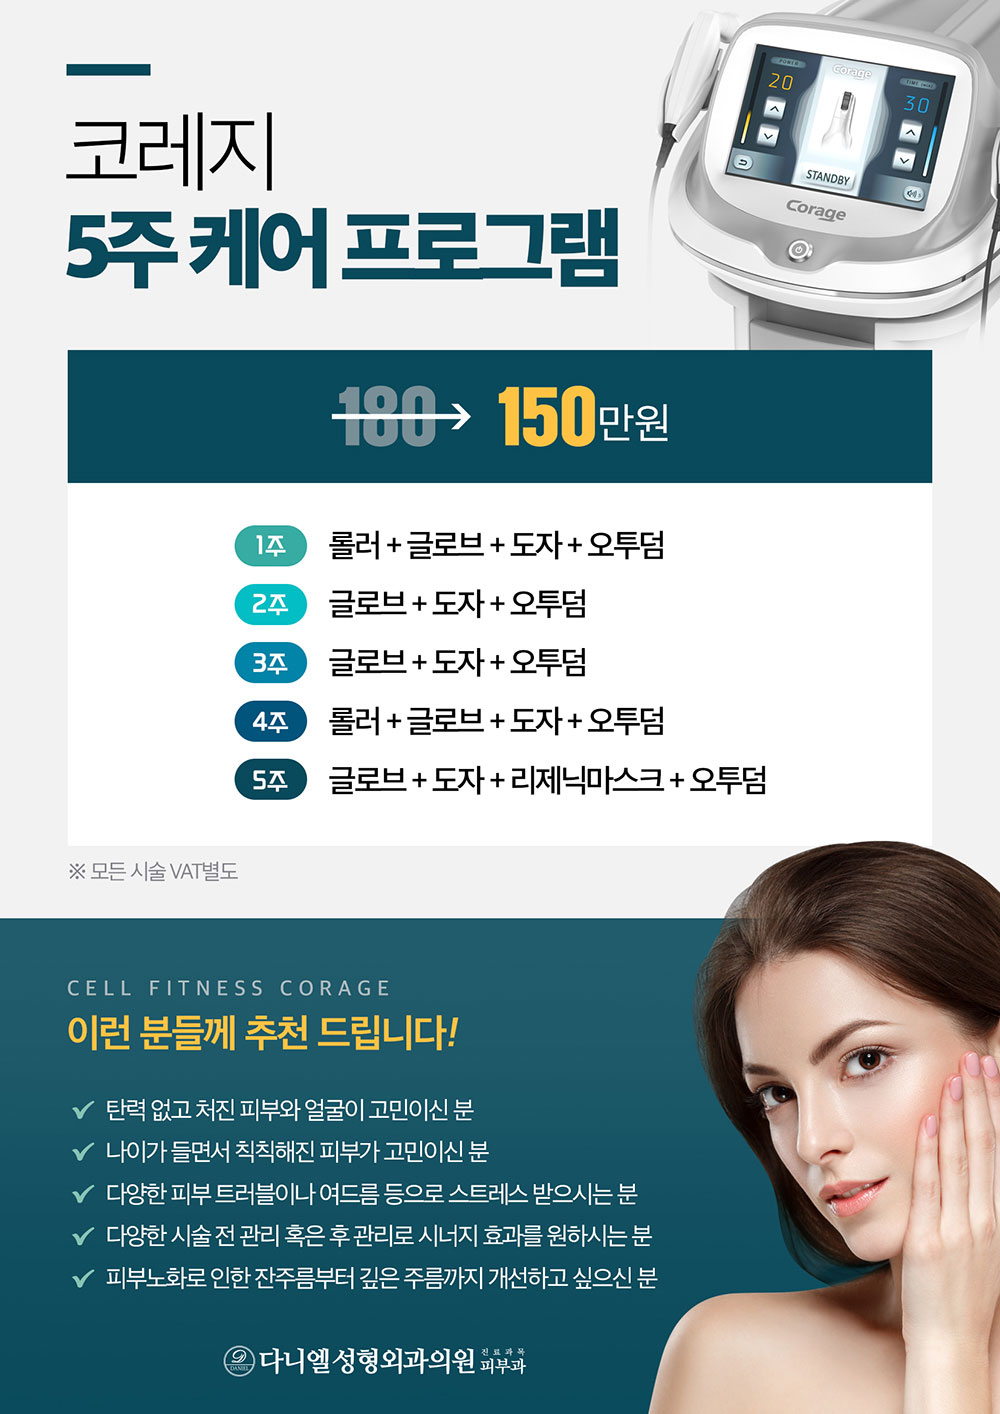 POWER
20
Corage
TIME (min)
30
STANDBY
Corage
코레지
5주 케어 프로그램
180 → 150만원
1주 롤러 + 글로브 + 도자 + 오투덤
2주 글로브 + 도자 + 오투덤
3주 글로브 + 도자 + 오투덤
4주 롤러 + 글로브 + 도자 + 오투덤
5주 글로브 + 도자 + 리제닉마스크 + 오투덤
※ 모든 시술 VAT별도
CELL FITNESS CORAGE
이런 분들께 추천 드립니다!
탄력 없고 처진 피부와 얼굴이 고민이신 분
나이가 들면서 칙칙해진 피부가 고민이신 분
다양한 피부 트러블이나 여드름 등으로 스트레스 받으시는 분
다양한 시술 전 관리 혹은 후 관리로 시너지 효과를 원하시는 분
피부노화로 인한 잔주름부터 깊은 주름까지 개선하고 싶으신 분
DANIEL
다니엘성형외과의원 진료과목 피부과